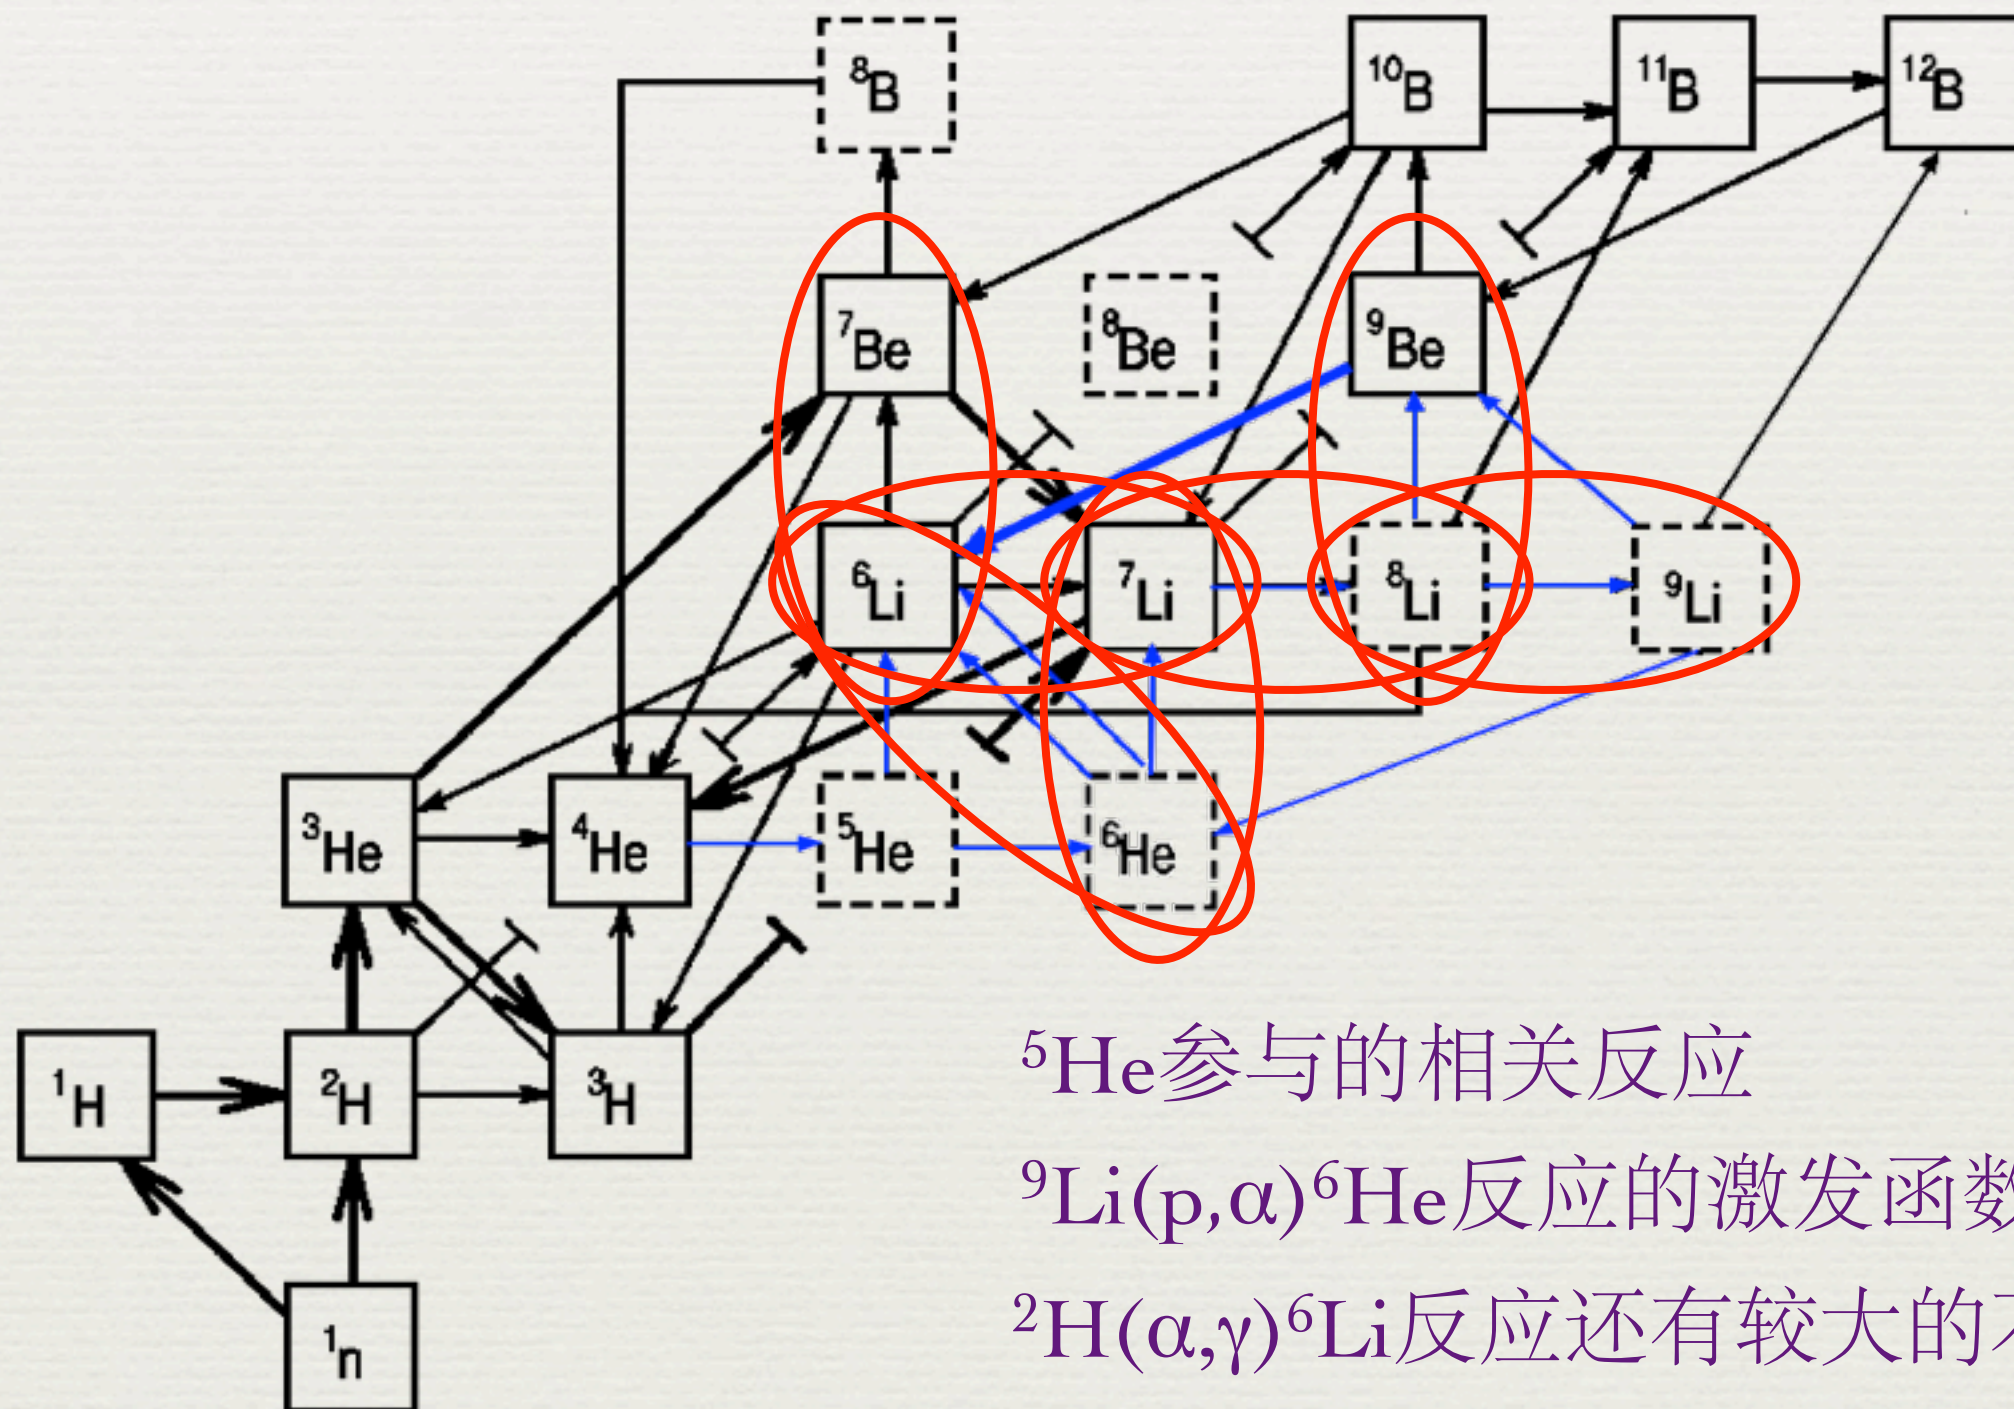 ⁸B
¹⁰B
¹¹B
¹²B
⁷Be
⁸Be
⁹Be
⁶Li
⁷Li
⁸Li
⁹Li
³He
⁴He
⁵He
⁶He
¹H
²H
³H
¹n
⁵He参与的相关反应
⁹Li(p,α)⁶He反应的激发函数
²H(α,γ)⁶Li反应还有较大的不